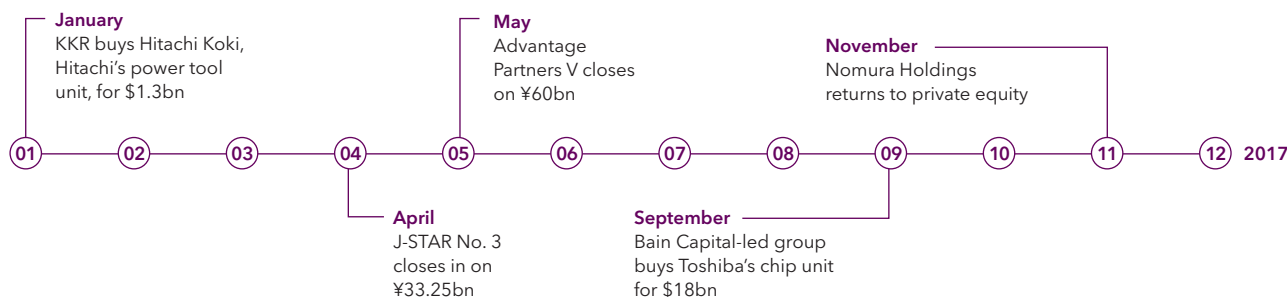 January
KKR buys Hitachi Koki,
Hitachi’s power tool
unit, for $1.3bn
May
Advantage
Partners V closes
on ¥60bn
November
Nomura Holdings
returns to private equity
01 02 03 04 05 06 07 08 09 10 11 12 2017
April
J-STAR No. 3
closes in on
¥33.25bn
September
Bain Capital-led group
buys Toshiba’s chip unit
for $18bn